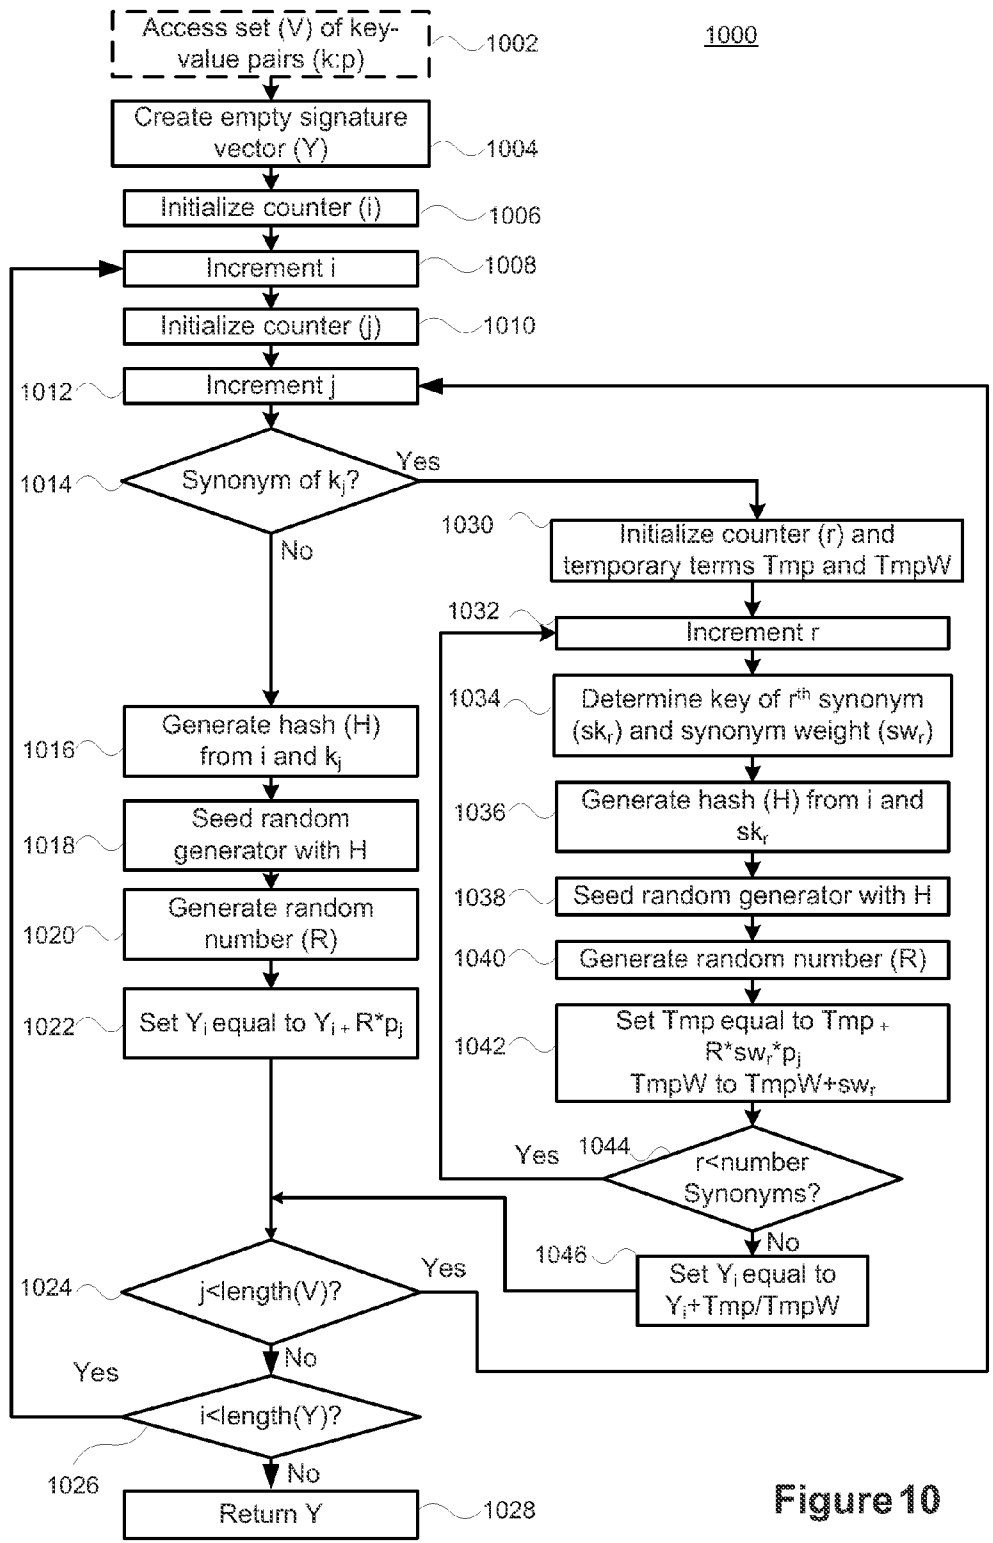 Access set (V) of key-
value pairs (k:p)
1002
1000
Create empty signature
vector (Y)
1004
Initialize counter (i)
1006
Increment i
1008
Initialize counter (j)
1010
1012
Increment j
1014
Synonym of kj?
Yes
No
1030
Initialize counter (r) and
temporary terms Tmp and TmpW
1032
Increment r
1034
Determine key of rth synonym
(skr) and synonym weight (swr)
1016
Generate hash (H)
from i and kj
1036
Generate hash (H) from i and
skr
1018
Seed random
generator with H
1038
Seed random generator with H
1020
Generate random
number (R)
1040
Generate random number (R)
1022
Set Yi equal to Yi + R*pj
1042
Set Tmp equal to Tmp +
R*swr*pj
TmpW to TmpW+swr
1044
Yes
r<number
Synonyms?
No
1046
Set Yi equal to
Yi+Tmp/TmpW
1024
j<length(V)?
Yes
No
Yes
i<length(Y)?
1026
No
Return Y
1028
Figure 10